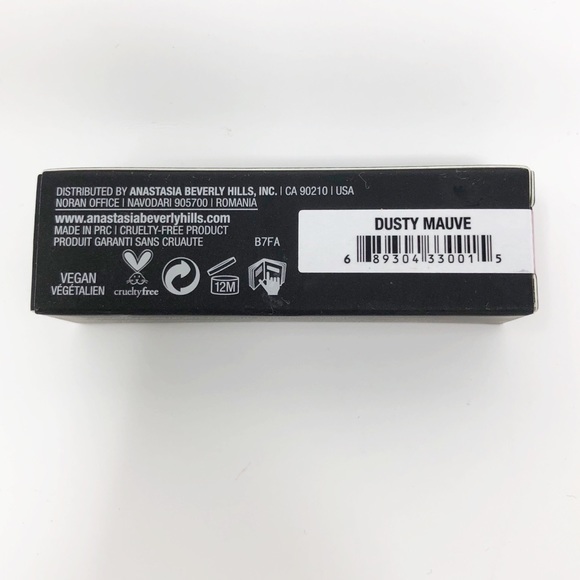 DISTRIBUTED BY ANASTASIA BEVERLY HILLS, INC. | CA 90210 | USA
NORAN OFFICE | NAVODARI 905700 | ROMANIA
www.anastasiabeverlyhills.com
MADE IN PRC | CRUELTY-FREE PRODUCT
PRODUIT GARANTI SANS CRUAUTE
B7FA
VEGAN
VÉGÉTALIEN
crueltyfree
12M
DUSTY MAUVE
6 89304 33001 5